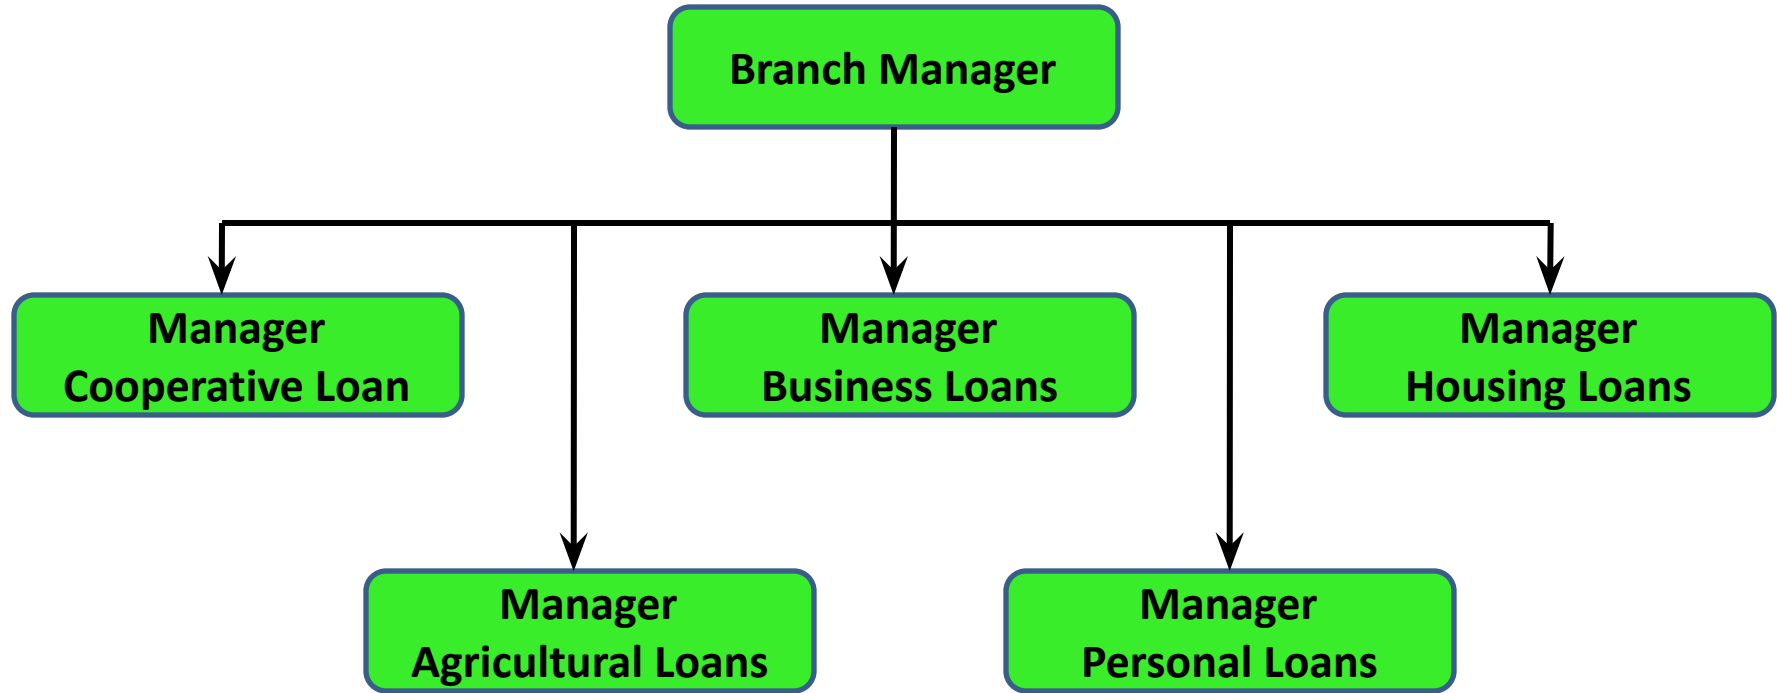 Branch Manager
Manager
Cooperative Loan
Manager
Business Loans
Manager
Housing Loans
Manager
Agricultural Loans
Manager
Personal Loans